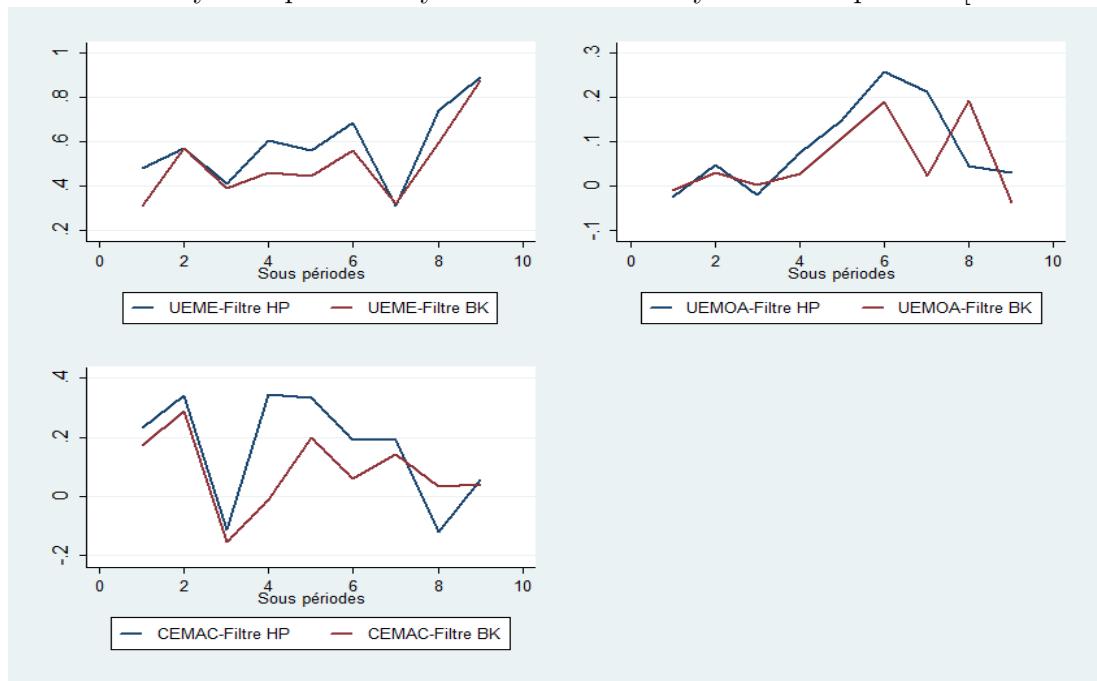 1
.8
.6
.4
.2
0 2 4 6 8 10
Sous périodes
UEME-Filtre HP UEME-Filtre BK
.3
.2
.1
0
-.1
0 2 4 6 8 10
Sous périodes
UEMOA-Filtre HP UEMOA-Filtre BK
.4
.2
0
-.2
0 2 4 6 8 10
Sous périodes
CEMAC-Filtre HP CEMAC-Filtre BK